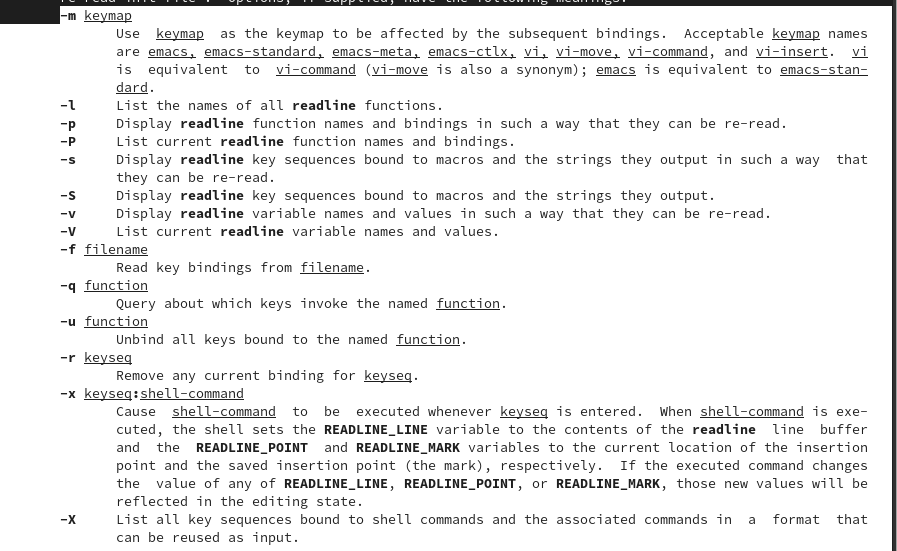 re-read init-file'. Options, if supplied, have the following meanings:
-m keymap
Use keymap as the keymap to be affected by the subsequent bindings. Acceptable keymap names
are emacs, emacs-standard, emacs-meta, emacs-ctlx, vi, vi-move, vi-command, and vi-insert. vi
is equivalent to vi-command (vi-move is also a synonym); emacs is equivalent to emacs-stan-
dard.
-l List the names of all readline functions.
-p Display readline function names and bindings in such a way that they can be re-read.
-P List current readline function names and bindings.
-s Display readline key sequences bound to macros and the strings they output in such a way that
they can be re-read.
-S Display readline key sequences bound to macros and the strings they output.
-v Display readline variable names and values in such a way that they can be re-read.
-V List current readline variable names and values.
-f filename
Read key bindings from filename.
-q function
Query about which keys invoke the named function.
-u function
Unbind all keys bound to the named function.
-r keyseq
Remove any current binding for keyseq.
-x keyseq:shell-command
Cause shell-command to be executed whenever keyseq is entered. When shell-command is exe-
cuted, the shell sets the READLINE_LINE variable to the contents of the readline line buffer
and the READLINE_POINT and READLINE_MARK variables to the current location of the insertion
point and the saved insertion point (the mark), respectively. If the executed command changes
the value of any of READLINE_LINE, READLINE_POINT, or READLINE_MARK, those new values will be
reflected in the editing state.
-X List all key sequences bound to shell commands and the associated commands in a format that
can be reused as input.